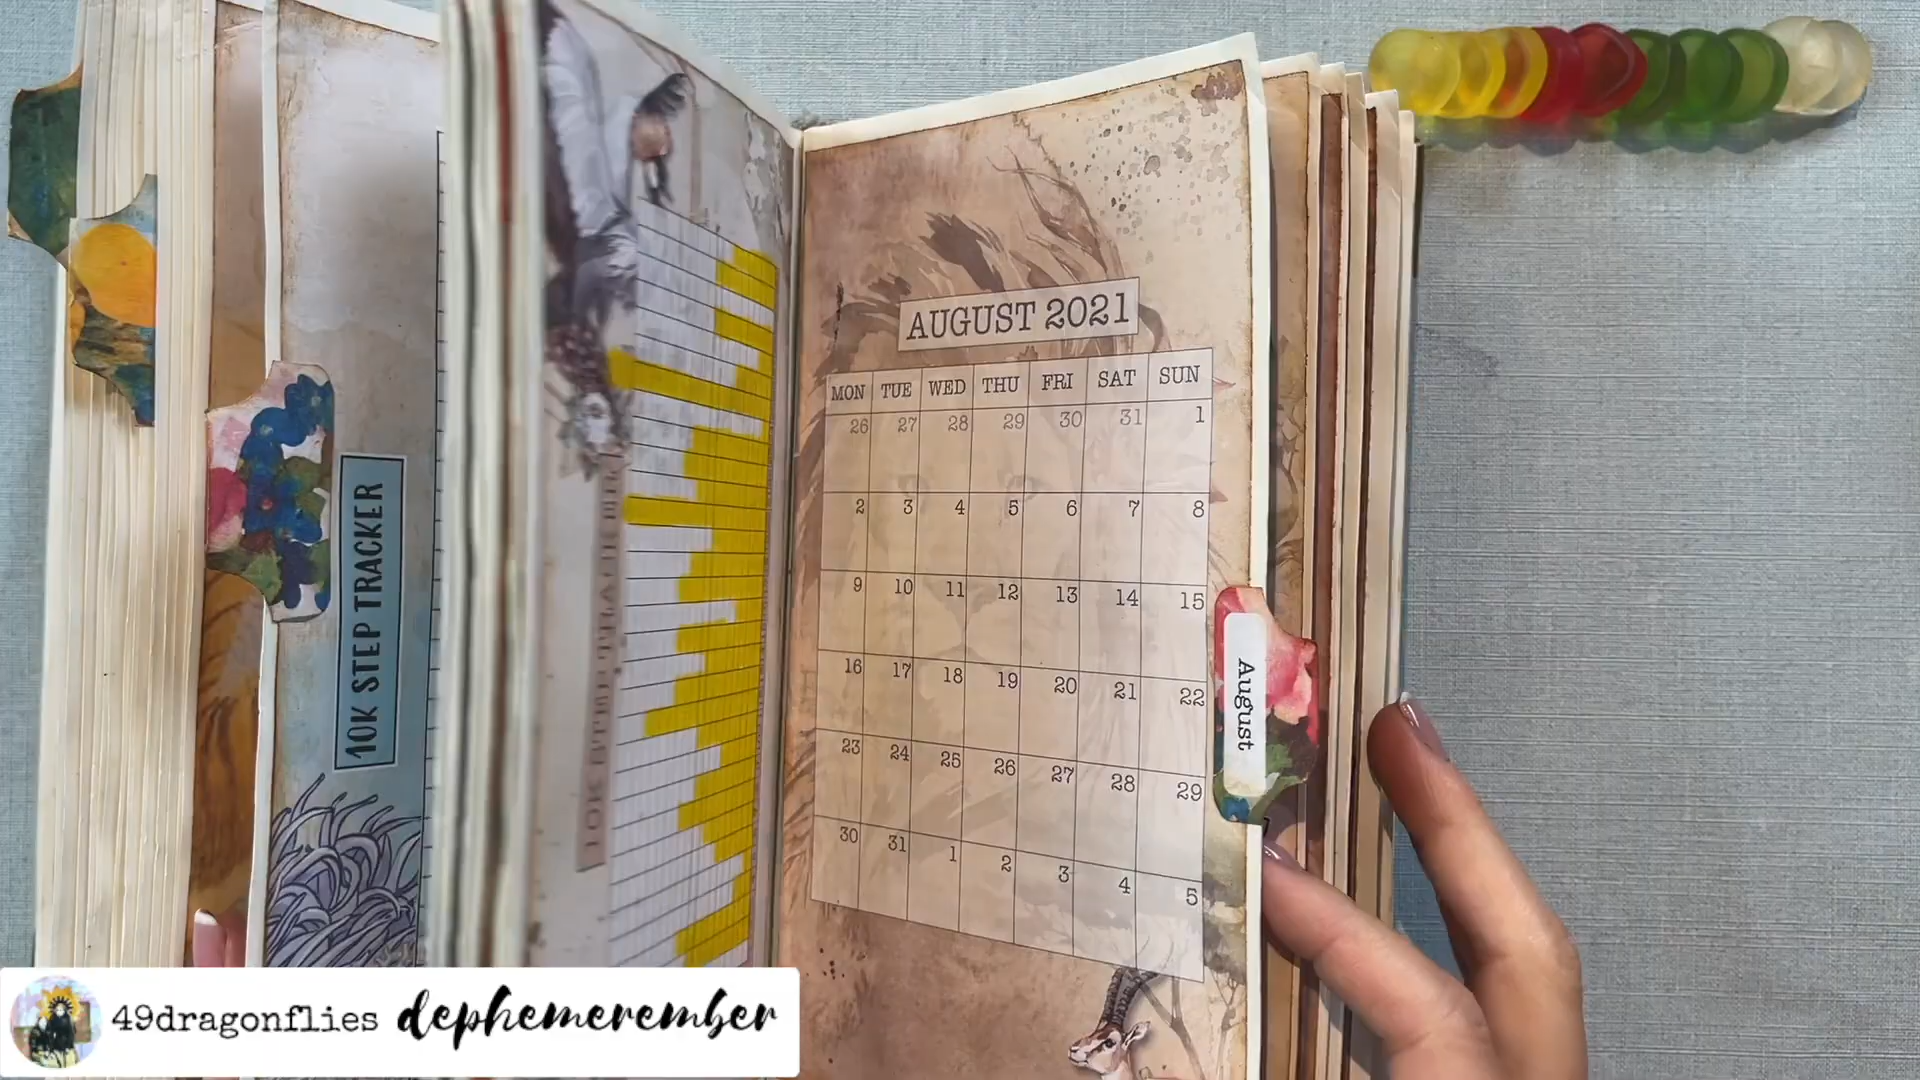 10K STEP TRACKER
10K STEP TRACKER
AUGUST 2021
MON TUE WED THU FRI SAT SUN
26 27 28 29 30 31 1
2 3 4 5 6 7 8
9 10 11 12 13 14 15
16 17 18 19 20 21 22
23 24 25 26 27 28 29
30 31 1 2 3 4 5
August
49dragonflies dephemerember